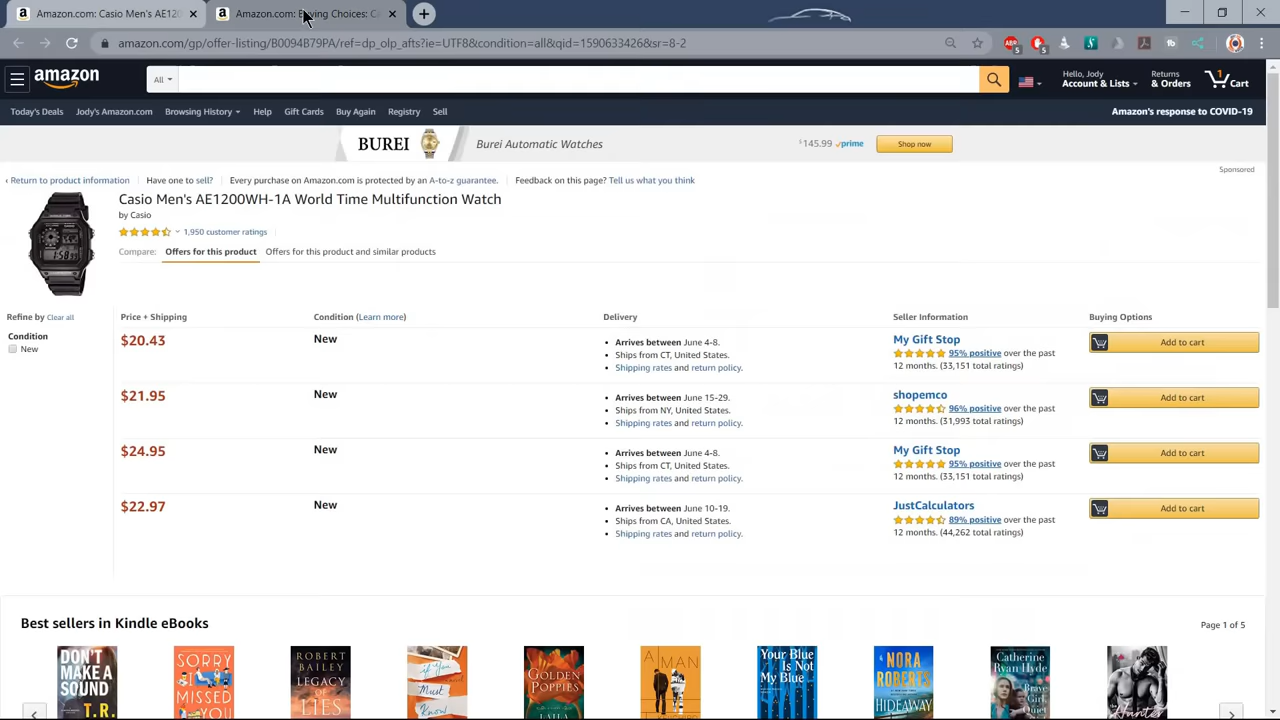 Amazon.com: Casio Men's AE120
Amazon.com: Buying Choices: C
amazon.com/gp/offer-listing/B0094B79PA/ref=dp_olp_afts?ie=UTF8&condition=all&qid=1590633426&sr=8-2
amazon
All
Hello, Jody
Account & Lists
Returns
& Orders
1
Cart
Today's Deals Jody's Amazon.com Browsing History Help Gift Cards Buy Again Registry Sell
Amazon's response to COVID-19
BUREI Burei Automatic Watches $145.99 prime Shop now
Sponsored
‹ Return to product information Have one to sell? Every purchase on Amazon.com is protected by an A-to-z guarantee. Feedback on this page? Tell us what you think
Casio Men's AE1200WH-1A World Time Multifunction Watch
by Casio
1,950 customer ratings
Compare: Offers for this product Offers for this product and similar products
Refine by Clear all
Condition
New
Price + Shipping Condition (Learn more) Delivery Seller Information Buying Options
$20.43 New
• Arrives between June 4-8.
• Ships from CT, United States.
• Shipping rates and return policy.
My Gift Stop
95% positive over the past
12 months. (33,151 total ratings)
Add to cart
$21.95 New
• Arrives between June 15-29.
• Ships from NY, United States.
• Shipping rates and return policy.
shopemco
96% positive over the past
12 months. (31,993 total ratings)
Add to cart
$24.95 New
• Arrives between June 4-8.
• Ships from CT, United States.
• Shipping rates and return policy.
My Gift Stop
95% positive over the past
12 months. (33,151 total ratings)
Add to cart
$22.97 New
• Arrives between June 10-19.
• Ships from CA, United States.
• Shipping rates and return policy.
JustCalculators
89% positive over the past
12 months. (44,262 total ratings)
Add to cart
Best sellers in Kindle eBooks
Page 1 of 5
DON'T
MAKE A
SOUND
T.R.
SORRY
I
MISSED
YOU
ROBERT
BAILEY
LEGACY
OF
LIES
if You
Must
Know
GOLDEN
POPPIES
LAILA
A MAN
Your Blue
Is Not
My Blue
NORA
ROBERTS
HIDEAWAY
Catherine
Ryan Hyde
Brave
Girl,
Quiet